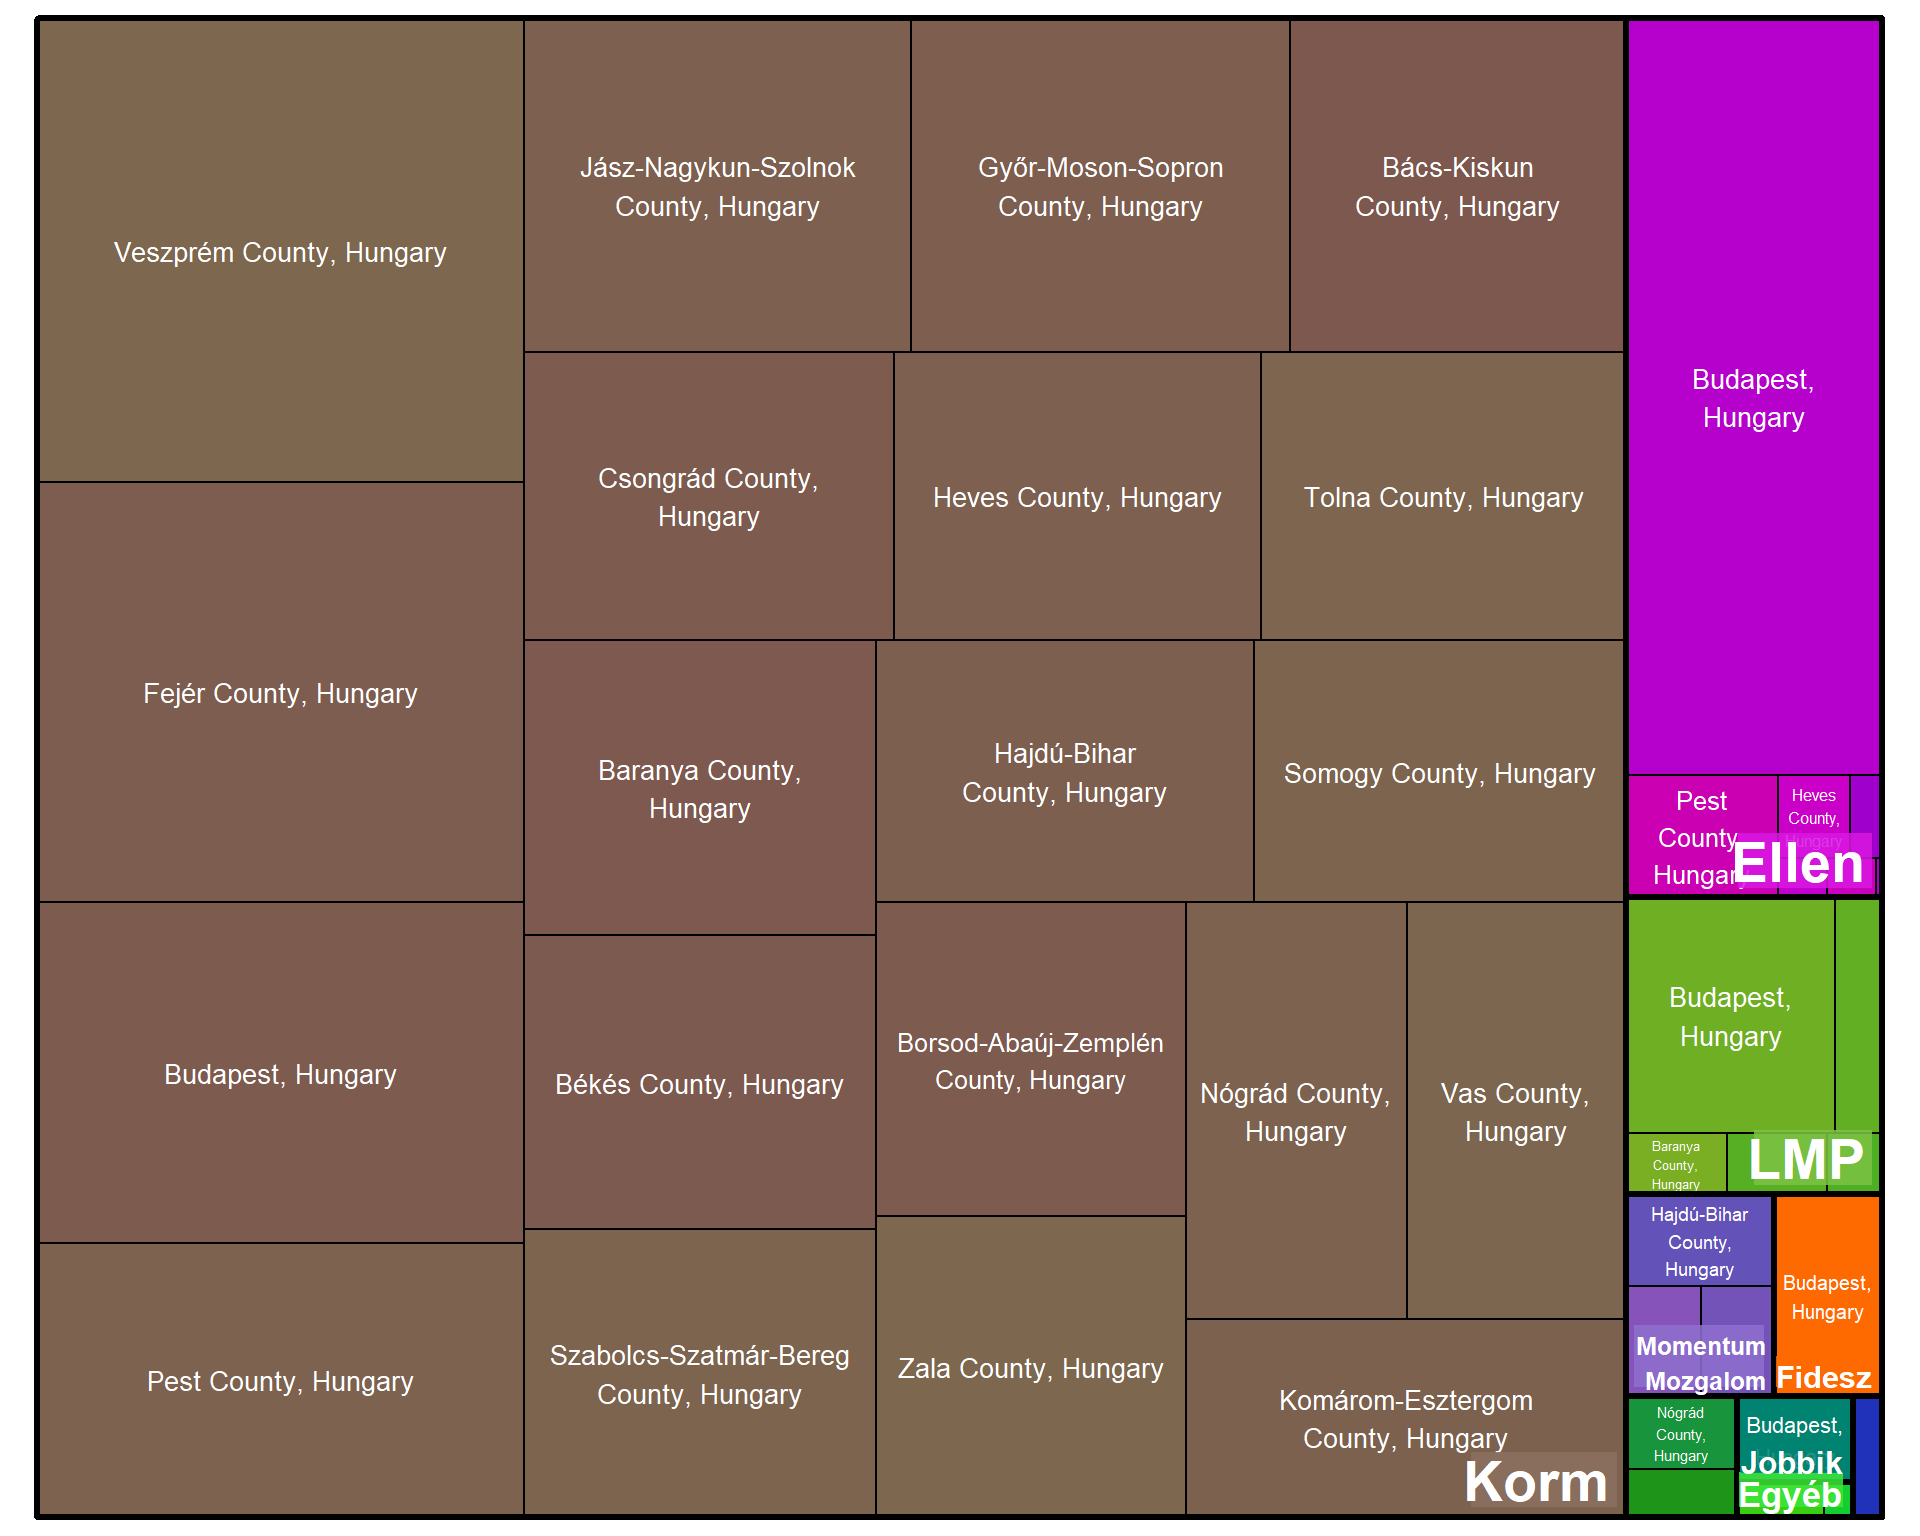 Veszprém County, Hungary
Fejér County, Hungary
Budapest, Hungary
Pest County, Hungary
Jász-Nagykun-Szolnok
County, Hungary
Győr-Moson-Sopron
County, Hungary
Bács-Kiskun
County, Hungary
Csongrád County,
Hungary
Heves County, Hungary
Tolna County, Hungary
Baranya County,
Hungary
Hajdú-Bihar
County, Hungary
Somogy County, Hungary
Békés County, Hungary
Borsod-Abaúj-Zemplén
County, Hungary
Nógrád County,
Hungary
Vas County,
Hungary
Szabolcs-Szatmár-Bereg
County, Hungary
Zala County, Hungary
Komárom-Esztergom
County, Hungary
Korm
Budapest,
Hungary
Pest
County,
Hungary
Heves
County,
Hungary
Ellen
Budapest,
Hungary
Baranya
County,
Hungary
LMP
Hajdú-Bihar
County,
Hungary
Momentum
Mozgalom
Budapest,
Hungary
Fidesz
Nógrád
County,
Hungary
Budapest,
Jobbik
Egyéb